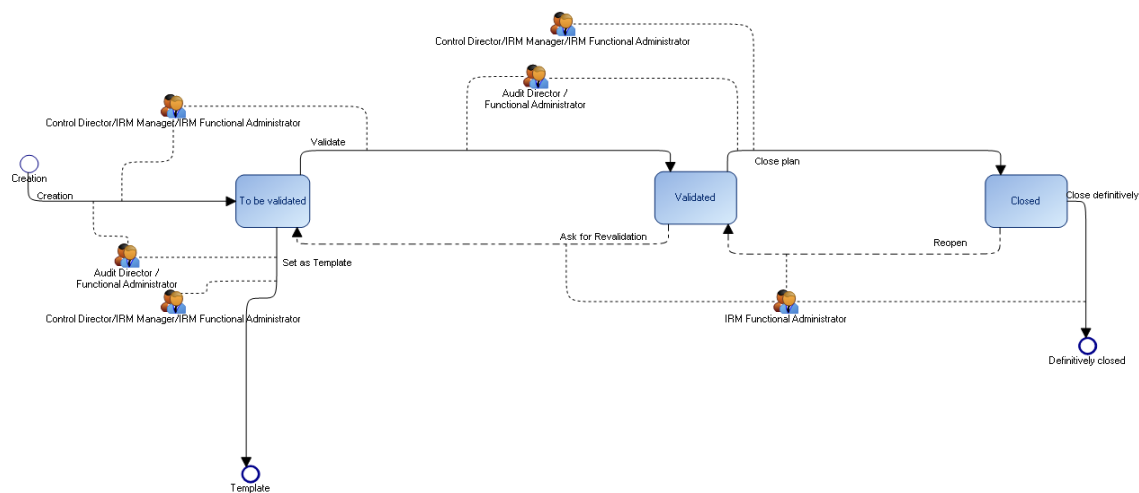 Control Director/IRM Manager/IRM Functional Administrator
Audit Director /
Functional Administrator
Control Director/IRM Manager/IRM Functional Administrator
Validate
Close plan
Creation
Creation
To be validated
Validated
Closed
Close definitively
Ask for Revalidation
Reopen
Set as Template
Audit Director /
Functional Administrator
Control Director/IRM Manager/IRM Functional Administrator
IRM Functional Administrator
Definitively closed
Template